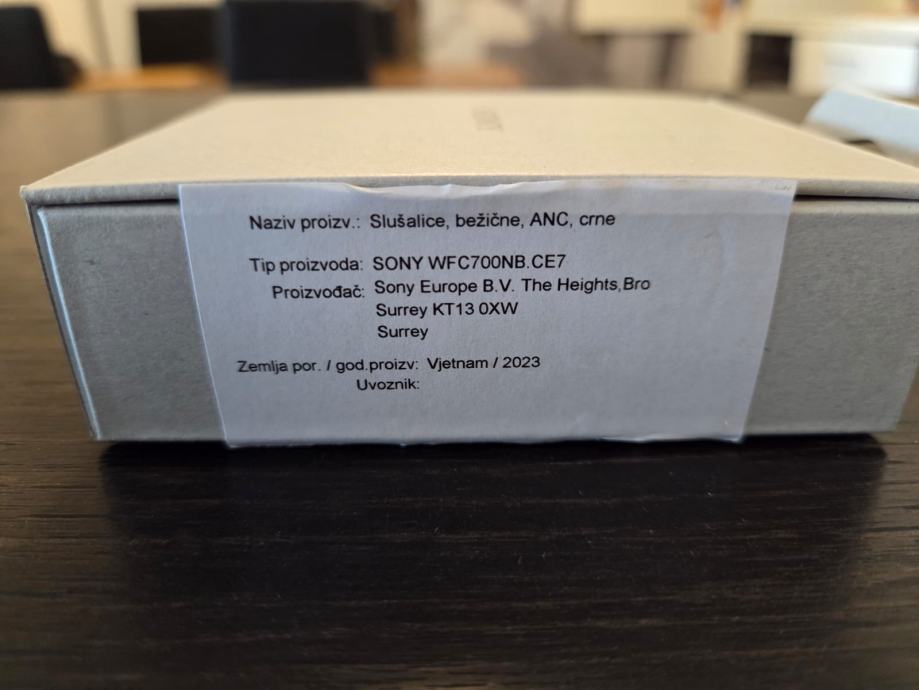 Naziv proizv.: Slušalice, bežične, ANC, crne
Tip proizvoda: SONY WFC700NB.CE7
Proizvođač: Sony Europe B.V. The Heights,Bro
Surrey KT13 0XW
Surrey
Zemlja por. / god.proizv: Vjetnam / 2023
Uvoznik: